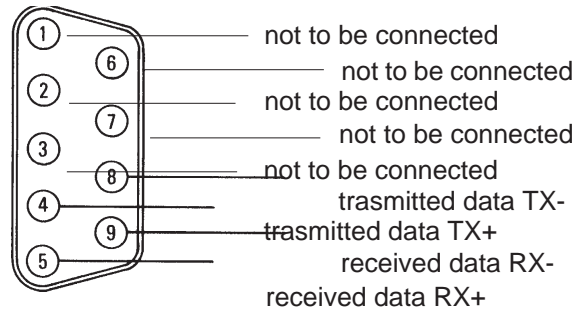 1
not to be connected
6
not to be connected
2
not to be connected
7
not to be connected
3
not to be connected
8
trasmitted data TX-
4
trasmitted data TX+
9
received data RX-
5
received data RX+